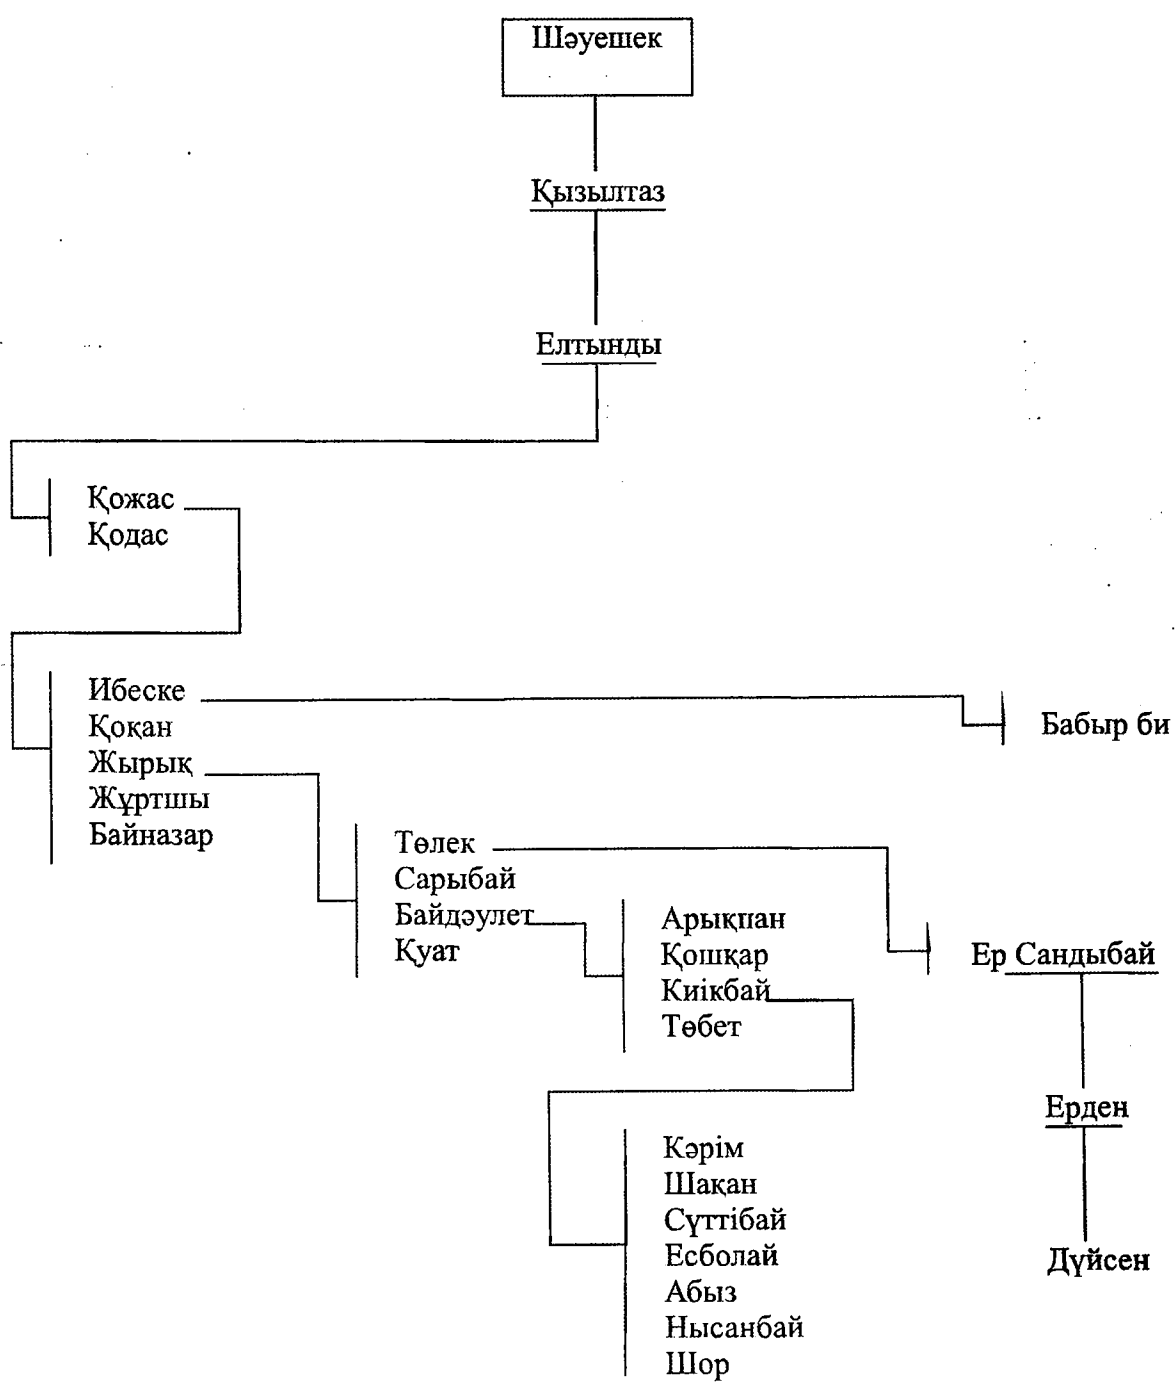 Шәуешек
Қызылтаз
Елтынды
Қожас
Қодас
Ибеске
Қоқан
Жырық
Жұртшы
Байназар
Бабыр би
Төлек
Сарыбай
Байдәулет
Қуат
Арықпан
Қошқар
Киікбай
Төбет
Ер Сандыбай
Ерден
Дүйсен
Кәрім
Шақан
Сүттібай
Есболай
Абыз
Нысанбай
Шор